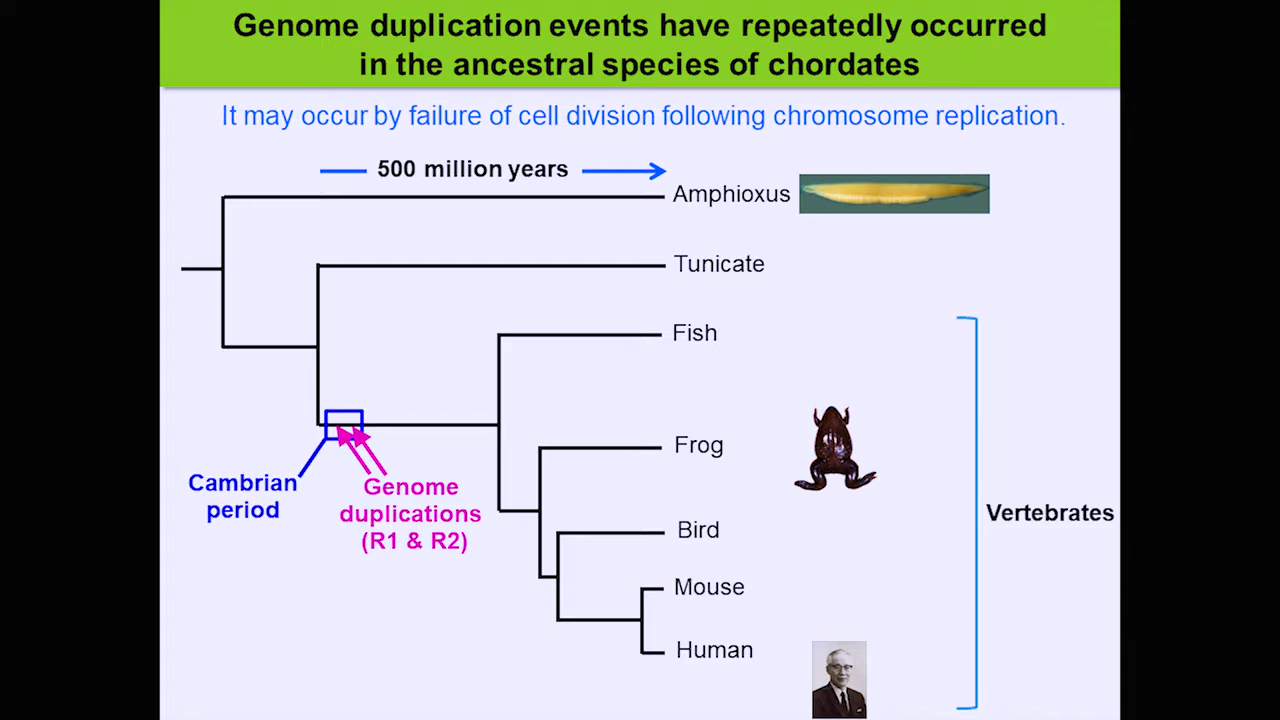 Genome duplication events have repeatedly occurred
in the ancestral species of chordates
It may occur by failure of cell division following chromosome replication.
500 million years
Amphioxus
Tunicate
Fish
Frog
Cambrian
period
Genome
duplications
(R1 & R2)
Vertebrates
Bird
Mouse
Human